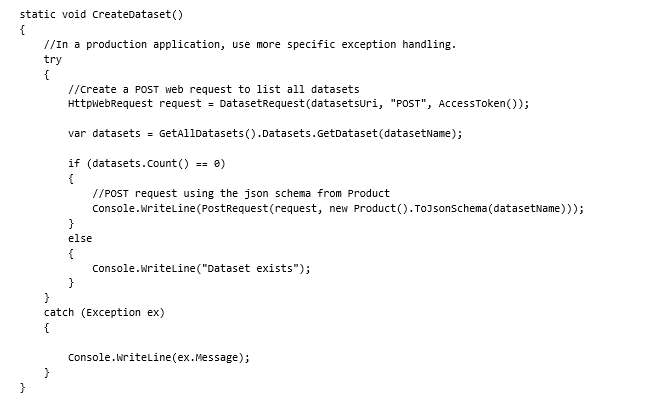 static void CreateDataset()
{
    //In a production application, use more specific exception handling.
    try
    {
        //Create a POST web request to list all datasets
        HttpWebRequest request = DatasetRequest(datasetsUri, "POST", AccessToken());

        var datasets = GetAllDatasets().Datasets.GetDataset(datasetName);

        if (datasets.Count() == 0)
        {
            //POST request using the json schema from Product
            Console.WriteLine(PostRequest(request, new Product().ToJsonSchema(datasetName)));
        }
        else
        {
            Console.WriteLine("Dataset exists");
        }
    }
    catch (Exception ex)
    {

        Console.WriteLine(ex.Message);
    }
}